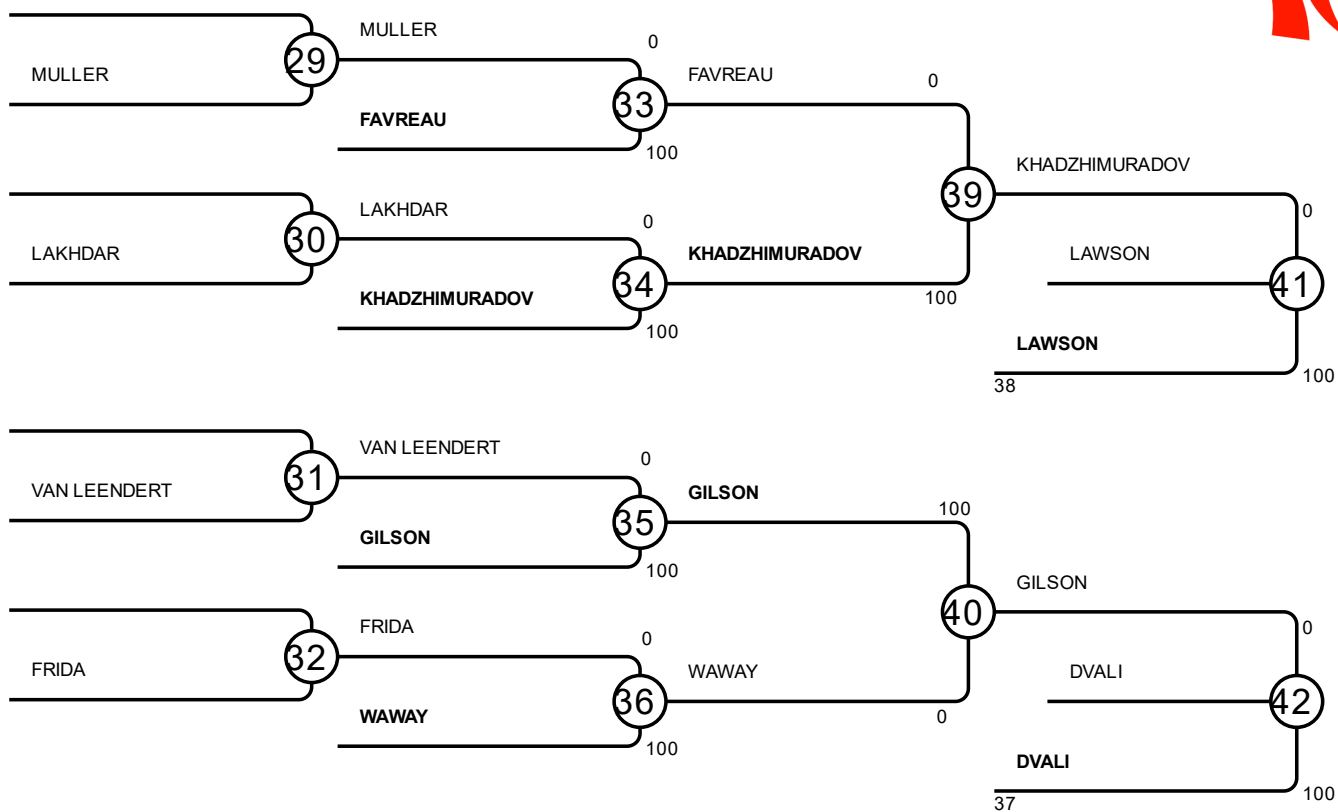 MULLER
29
MULLER
0
FAVREAU
33
100
FAVREAU
0
LAKHDAR
30
LAKHDAR
0
KHADZHIMURADOV
34
100
KHADZHIMURADOV
100
39
KHADZHIMURADOV
0
LAWSON
41
LAWSON
38
100
VAN LEENDERT
31
VAN LEENDERT
0
GILSON
35
100
GILSON
100
FRIDA
32
FRIDA
0
WAWAY
36
100
WAWAY
0
40
GILSON
0
DVALI
42
DVALI
37
100